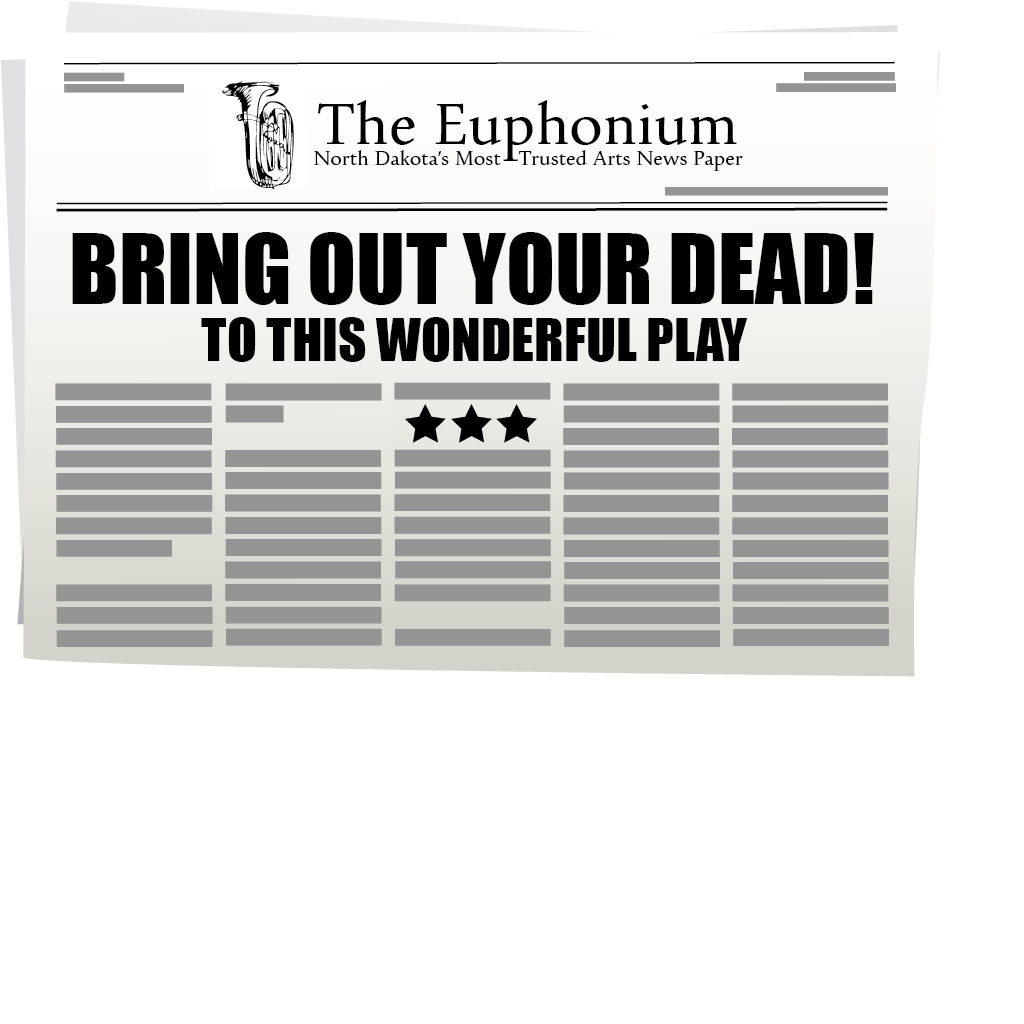 The Euphonium
North Dakota's Most Trusted Arts News Paper
BRING OUT YOUR DEAD!
TO THIS WONDERFUL PLAY